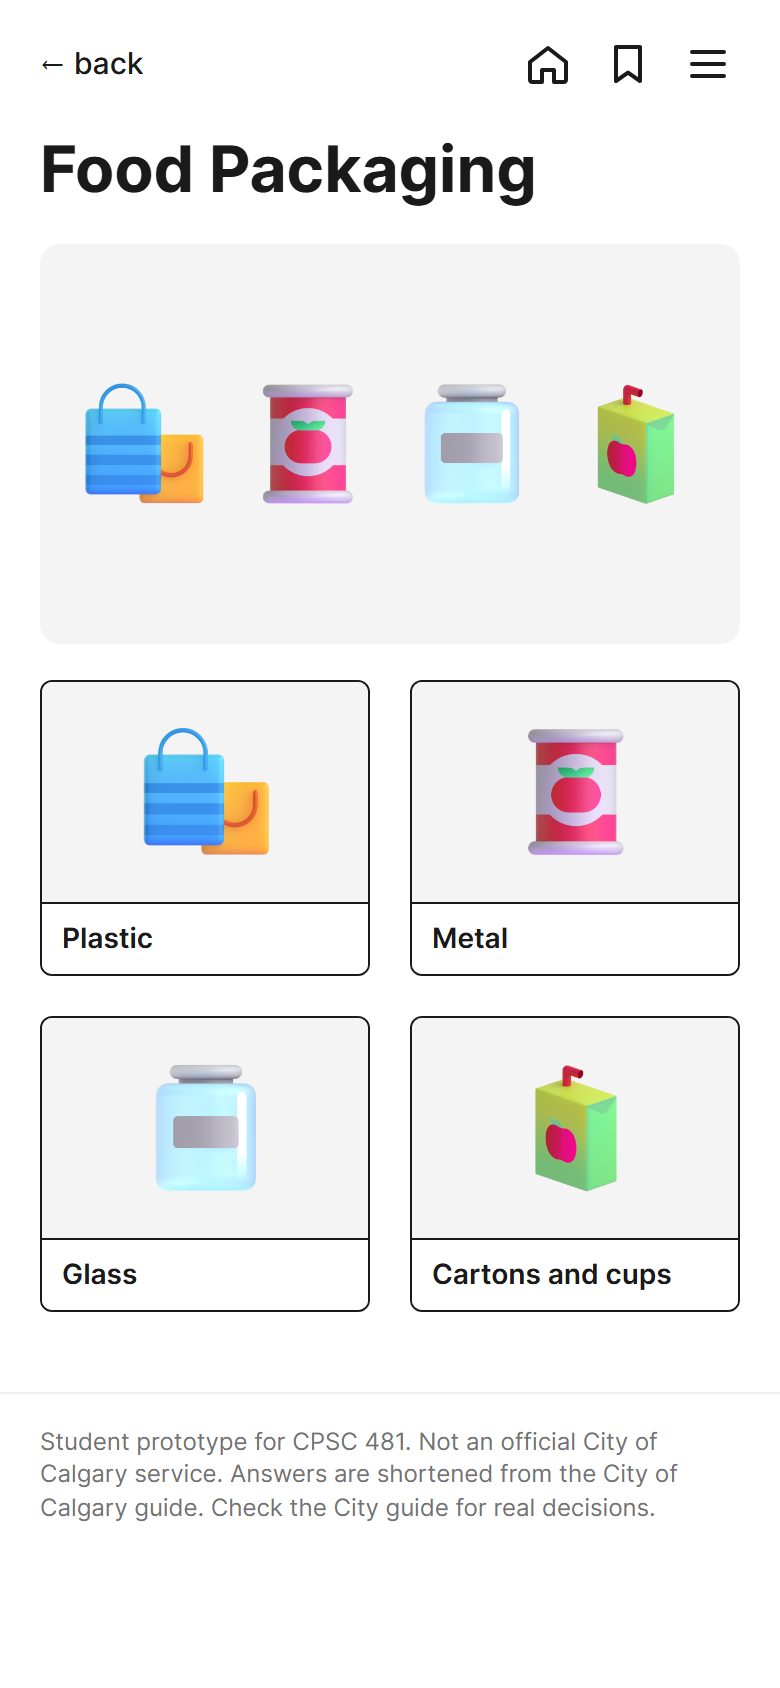 ← back
Food Packaging
Plastic
Metal
Glass
Cartons and cups
Student prototype for CPSC 481. Not an official City of
Calgary service. Answers are shortened from the City of
Calgary guide. Check the City guide for real decisions.